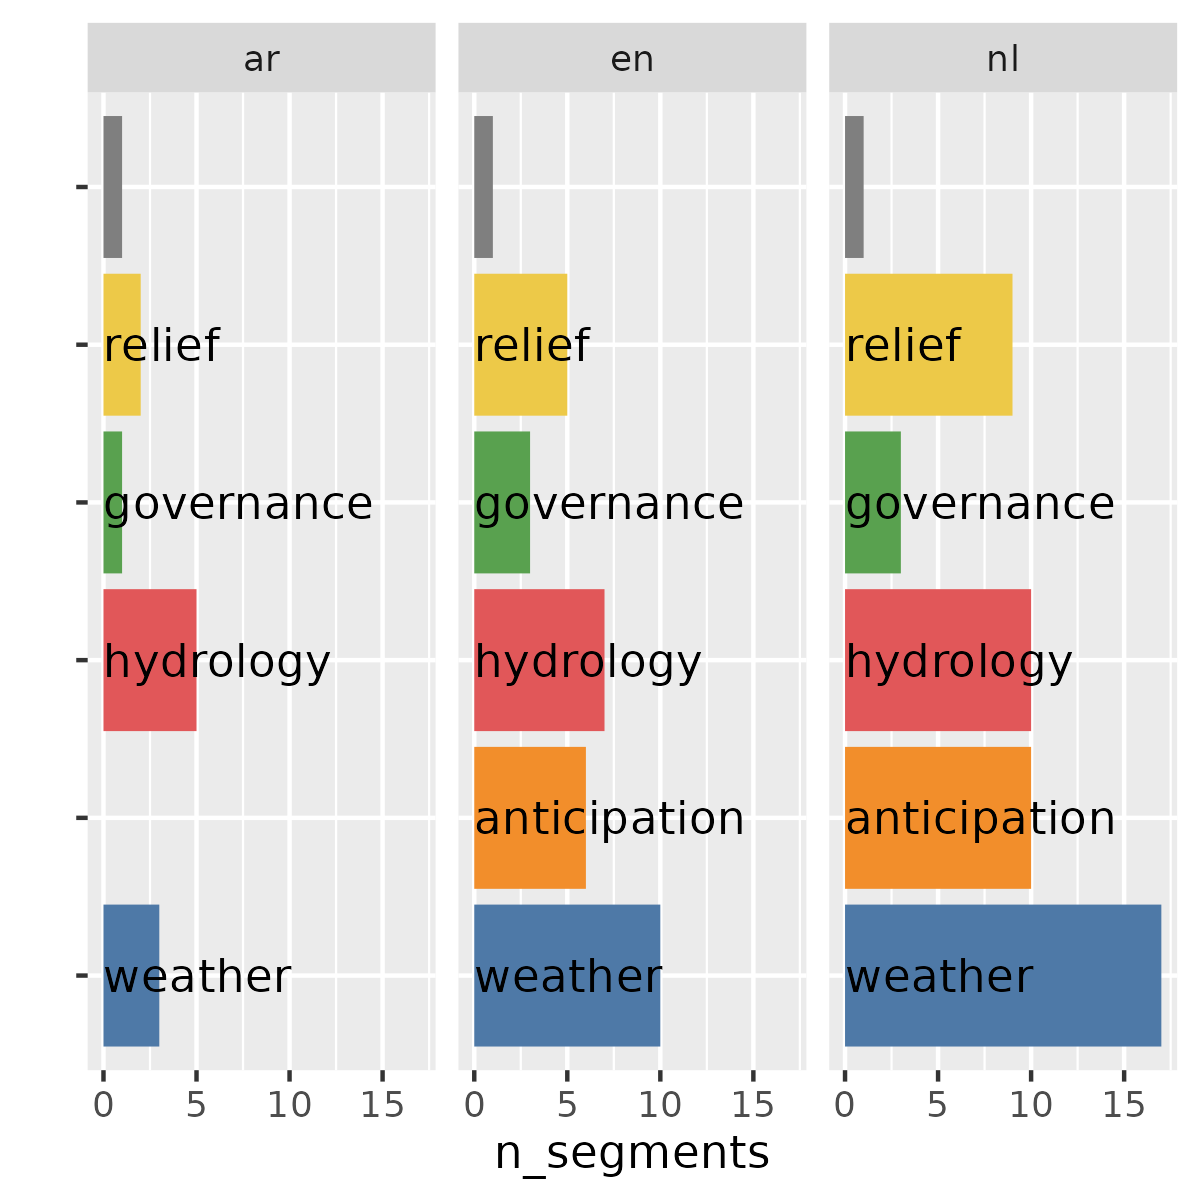 ar en nl
relief relief relief
governance governance governance
hydrology hydrology hydrology
anticipation anticipation
weather weather weather
0 5 10 15 0 5 10 15 0 5 10 15
n_segments